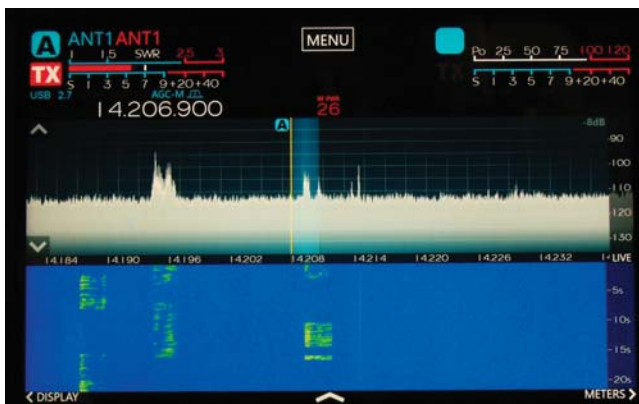 A ANT1 ANT1 MENU
1 1,5 SWR 2,5 3 Po 25 50 75 100 120
TX TX
S 1 3 5 7 9 +20 +40 S 1 3 5 7 9 +20 +40
USB 2.7 AGC-M
14.206.900 26
A -8dB
-90
-100
-110
-120
-130
14.184 14.190 14.196 14.202 14.208 14.214 14.220 14.226 14.232 LIVE
-5s
-10s
-15s
-20s
< DISPLAY METERS >